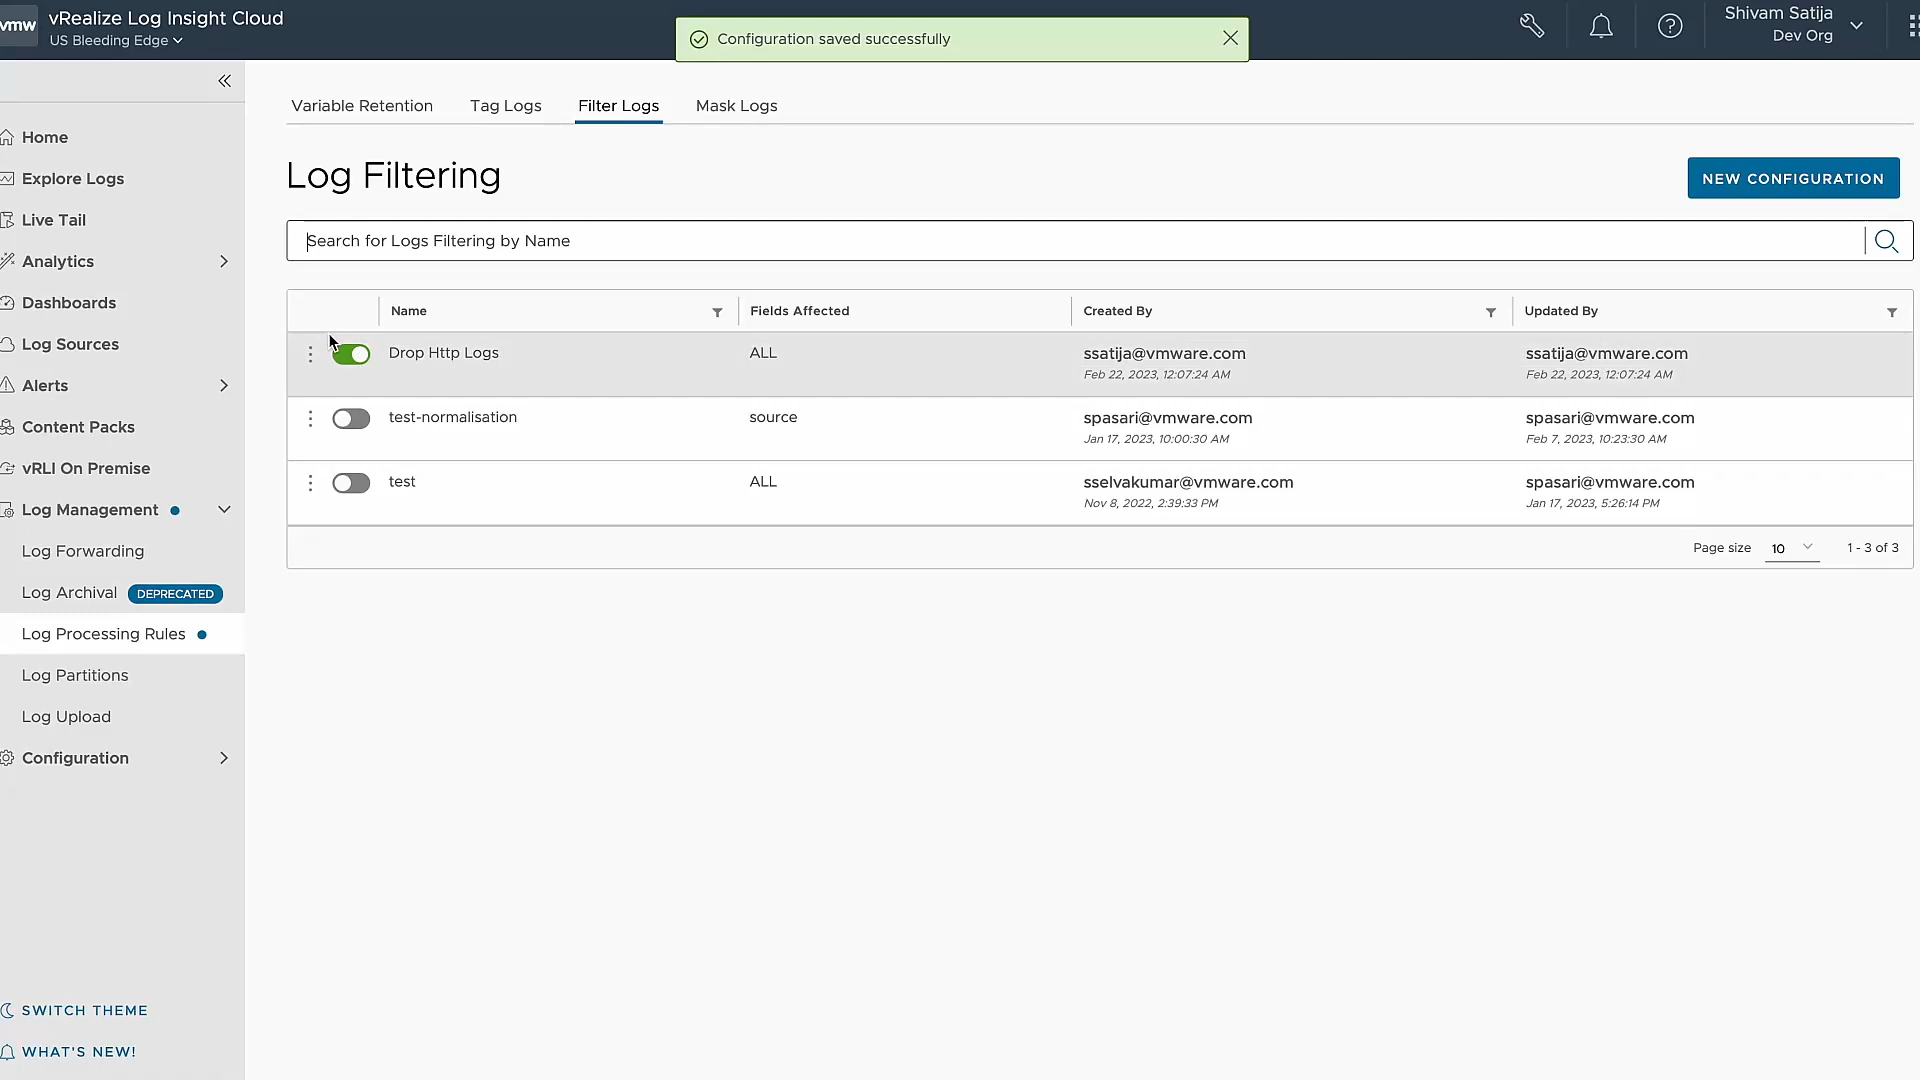 vmw
vRealize Log Insight Cloud
US Bleeding Edge
Configuration saved successfully
Shivam Satija
Dev Org
Home
Explore Logs
Live Tail
Analytics
Dashboards
Log Sources
Alerts
Content Packs
vRLI On Premise
Log Management
Log Forwarding
Log Archival DEPRECATED
Log Processing Rules
Log Partitions
Log Upload
Configuration
SWITCH THEME
WHAT'S NEW!
Variable Retention Tag Logs Filter Logs Mask Logs
Log Filtering
NEW CONFIGURATION
Search for Logs Filtering by Name
Name Fields Affected Created By Updated By
Drop Http Logs ALL ssatija@vmware.com ssatija@vmware.com
Feb 22, 2023, 12:07:24 AM Feb 22, 2023, 12:07:24 AM
test-normalisation source spasari@vmware.com spasari@vmware.com
Jan 17, 2023, 10:00:30 AM Feb 7, 2023, 10:23:30 AM
test ALL sselvakumar@vmware.com spasari@vmware.com
Nov 8, 2022, 2:39:33 PM Jan 17, 2023, 5:26:14 PM
Page size 10 1 - 3 of 3